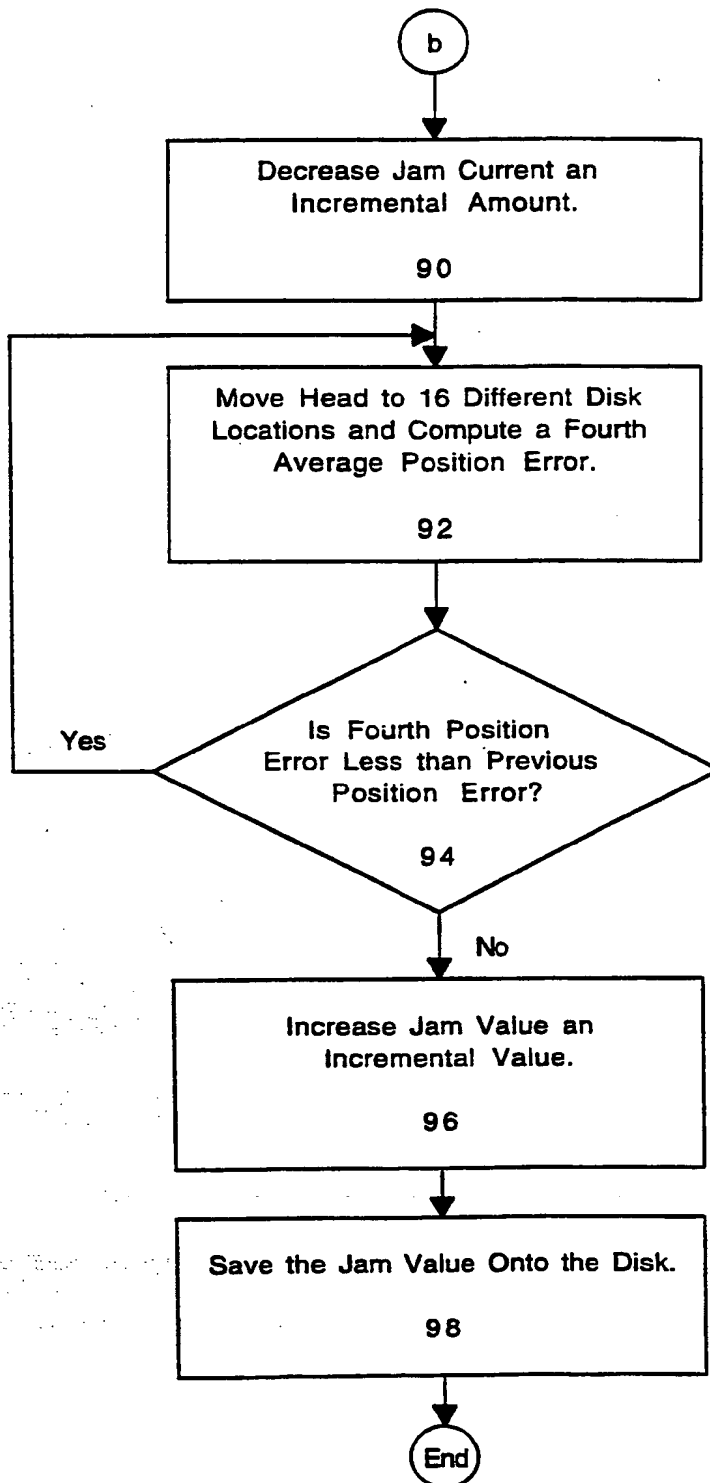 b
Decrease Jam Current an
Incremental Amount.
90
Move Head to 16 Different Disk
Locations and Compute a Fourth
Average Position Error.
92
Yes
Is Fourth Position
Error Less than Previous
Position Error?
94
No
Increase Jam Value an
Incremental Value.
96
Save the Jam Value Onto the Disk.
98
End